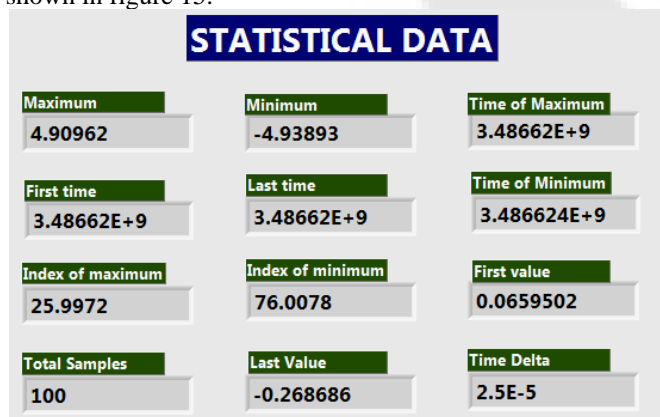 shown in figure 15.
STATISTICAL DATA
Maximum Minimum Time of Maximum
4.90962 -4.93893 3.48662E+9
First time Last time Time of Minimum
3.48662E+9 3.48662E+9 3.486624E+9
Index of maximum Index of minimum First value
25.9972 76.0078 0.0659502
Total Samples Last Value Time Delta
100 -0.268686 2.5E-5